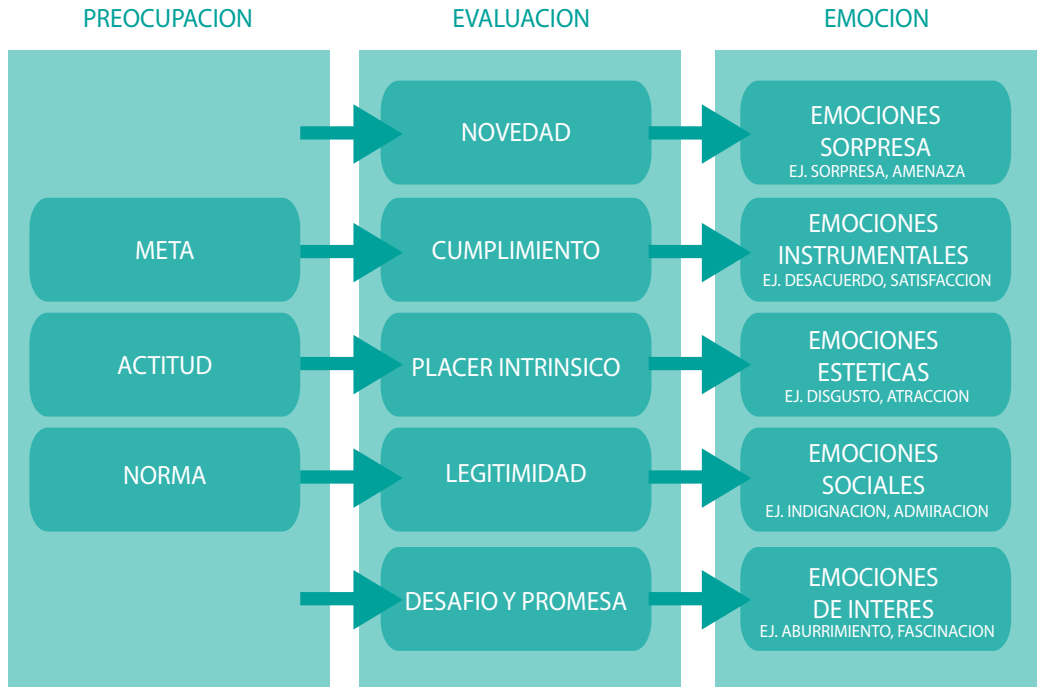 PREOCUPACION
EVALUACION
EMOCION
NOVEDAD
EMOCIONES
SORPRESA
EJ. SORPRESA, AMENAZA
META
CUMPLIMIENTO
EMOCIONES
INSTRUMENTALES
EJ. DESACUERDO, SATISFACCION
ACTITUD
PLACER INTRINSICO
EMOCIONES
ESTETICAS
EJ. DISGUSTO, ATRACCION
NORMA
LEGITIMIDAD
EMOCIONES
SOCIALES
EJ. INDIGNACION, ADMIRACION
DESAFIO Y PROMESA
EMOCIONES
DE INTERES
EJ. ABURRIMIENTO, FASCINACION